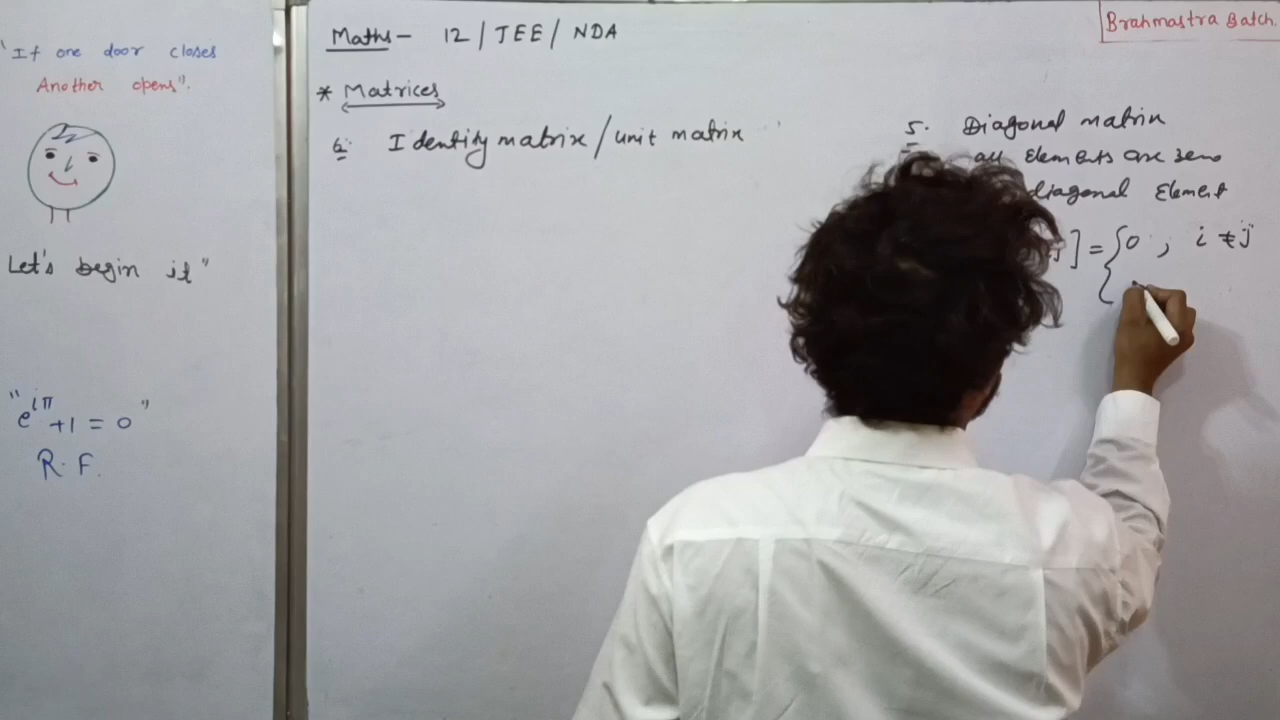 "If one door closes
Another opens".
Let's begin it"
"e^{iπ}+1 = 0"
R. F.
Maths - 12 / JEE / NDA
Brahmastra Batch.
* Matrices
6. Identity matrix / unit matrix
5. Diagonal matrix
all Elements are zero
diagonal Element
] = { 0 , i ≠ j